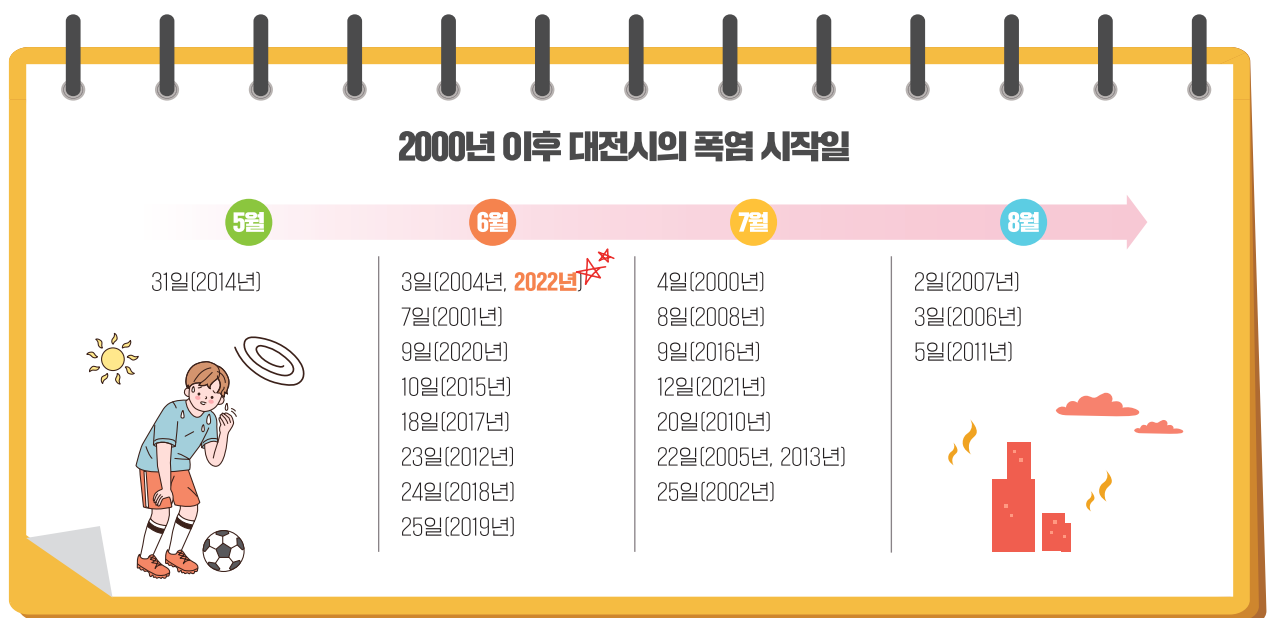 2000년 이후 대전시의 폭염 시작일
5월
6월
7월
8월
31일(2014년)
3일(2004년, 2022년)
7일(2001년)
9일(2020년)
10일(2015년)
18일(2017년)
23일(2012년)
24일(2018년)
25일(2019년)
4일(2000년)
8일(2008년)
9일(2016년)
12일(2021년)
20일(2010년)
22일(2005년, 2013년)
25일(2002년)
2일(2007년)
3일(2006년)
5일(2011년)